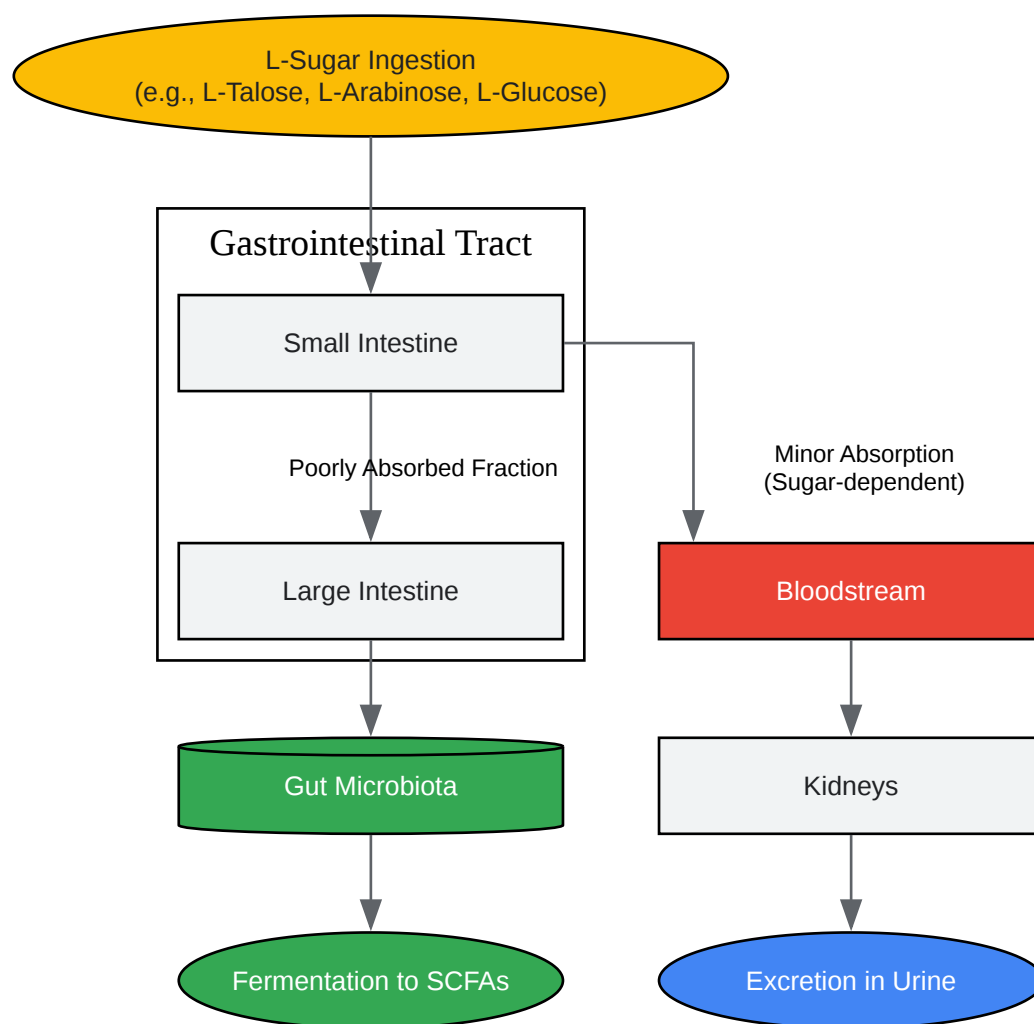 L-Sugar Ingestion
(e.g., L-Talose, L-Arabinose, L-Glucose)
Gastrointestinal Tract
Small Intestine
Poorly Absorbed Fraction
Minor Absorption
(Sugar-dependent)
Large Intestine
Bloodstream
Gut Microbiota
Kidneys
Fermentation to SCFAs
Excretion in Urine